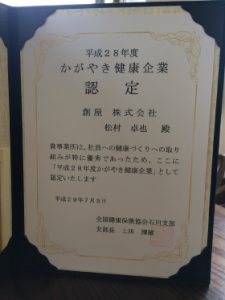 平成２８年度
かがやき健康企業
認定
創屋 株式会社
松村 卓也 殿
貴事業所は、社員への健康づくりへの取り
組みが特に優秀であったため、ここに
「平成２８年度かがやき健康企業」として
認定いたします
平成２９年７月３日
全国健康保険協会石川支部
支部長